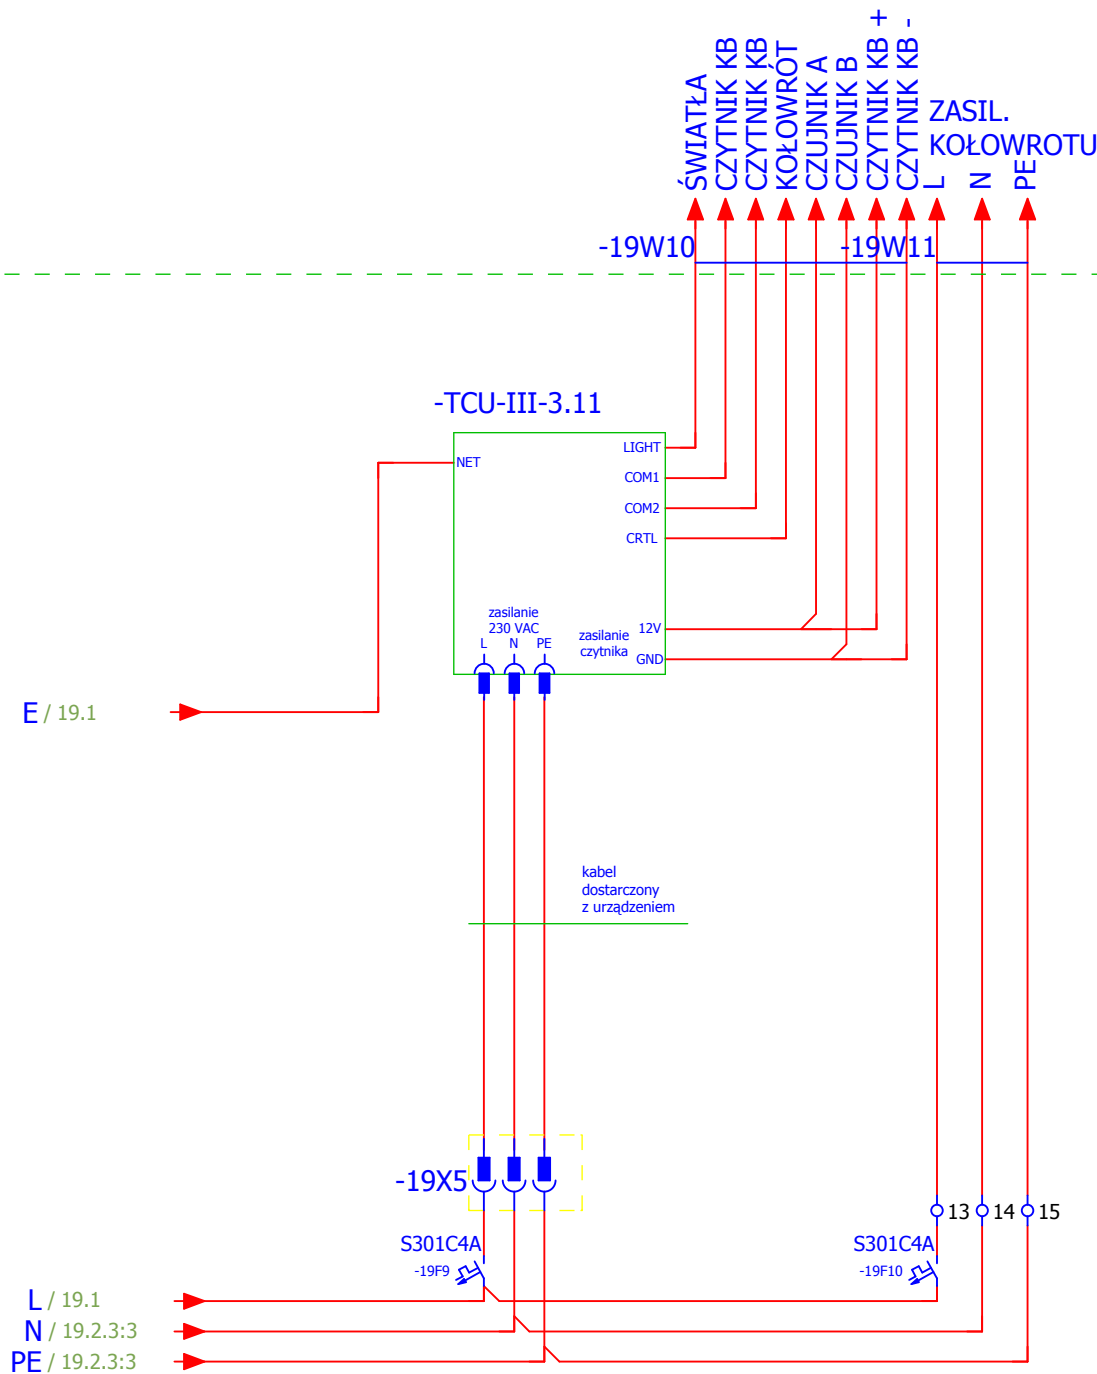 ŚWIATŁA
CZYTNIK KB
CZYTNIK KB
KOŁOWRÓT
CZUJNIK A
CZUJNIK B
CZYTNIK KB +
CZYTNIK KB -
ZASIL.
KOŁOWROTU
L
N
PE
-19W10
-19W11
-TCU-III-3.11
NET
LIGHT
COM1
COM2
CRTL
12V
GND
zasilanie
230 VAC
L N PE
zasilanie
czytnika
E / 19.1
kabel
dostarczony
z urządzeniem
-19X5
13 14 15
S301C4A
-19F9
S301C4A
-19F10
L / 19.1
N / 19.2.3:3
PE / 19.2.3:3